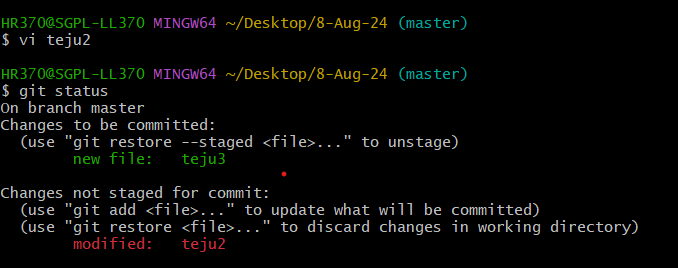 HR370@SGPL-LL370 MINGW64 ~/Desktop/8-Aug-24 (master)
$ vi teju2
HR370@SGPL-LL370 MINGW64 ~/Desktop/8-Aug-24 (master)
$ git status
On branch master
Changes to be committed:
  (use "git restore --staged <file>..." to unstage)
        new file:   teju3
Changes not staged for commit:
  (use "git add <file>..." to update what will be committed)
  (use "git restore <file>..." to discard changes in working directory)
        modified:   teju2